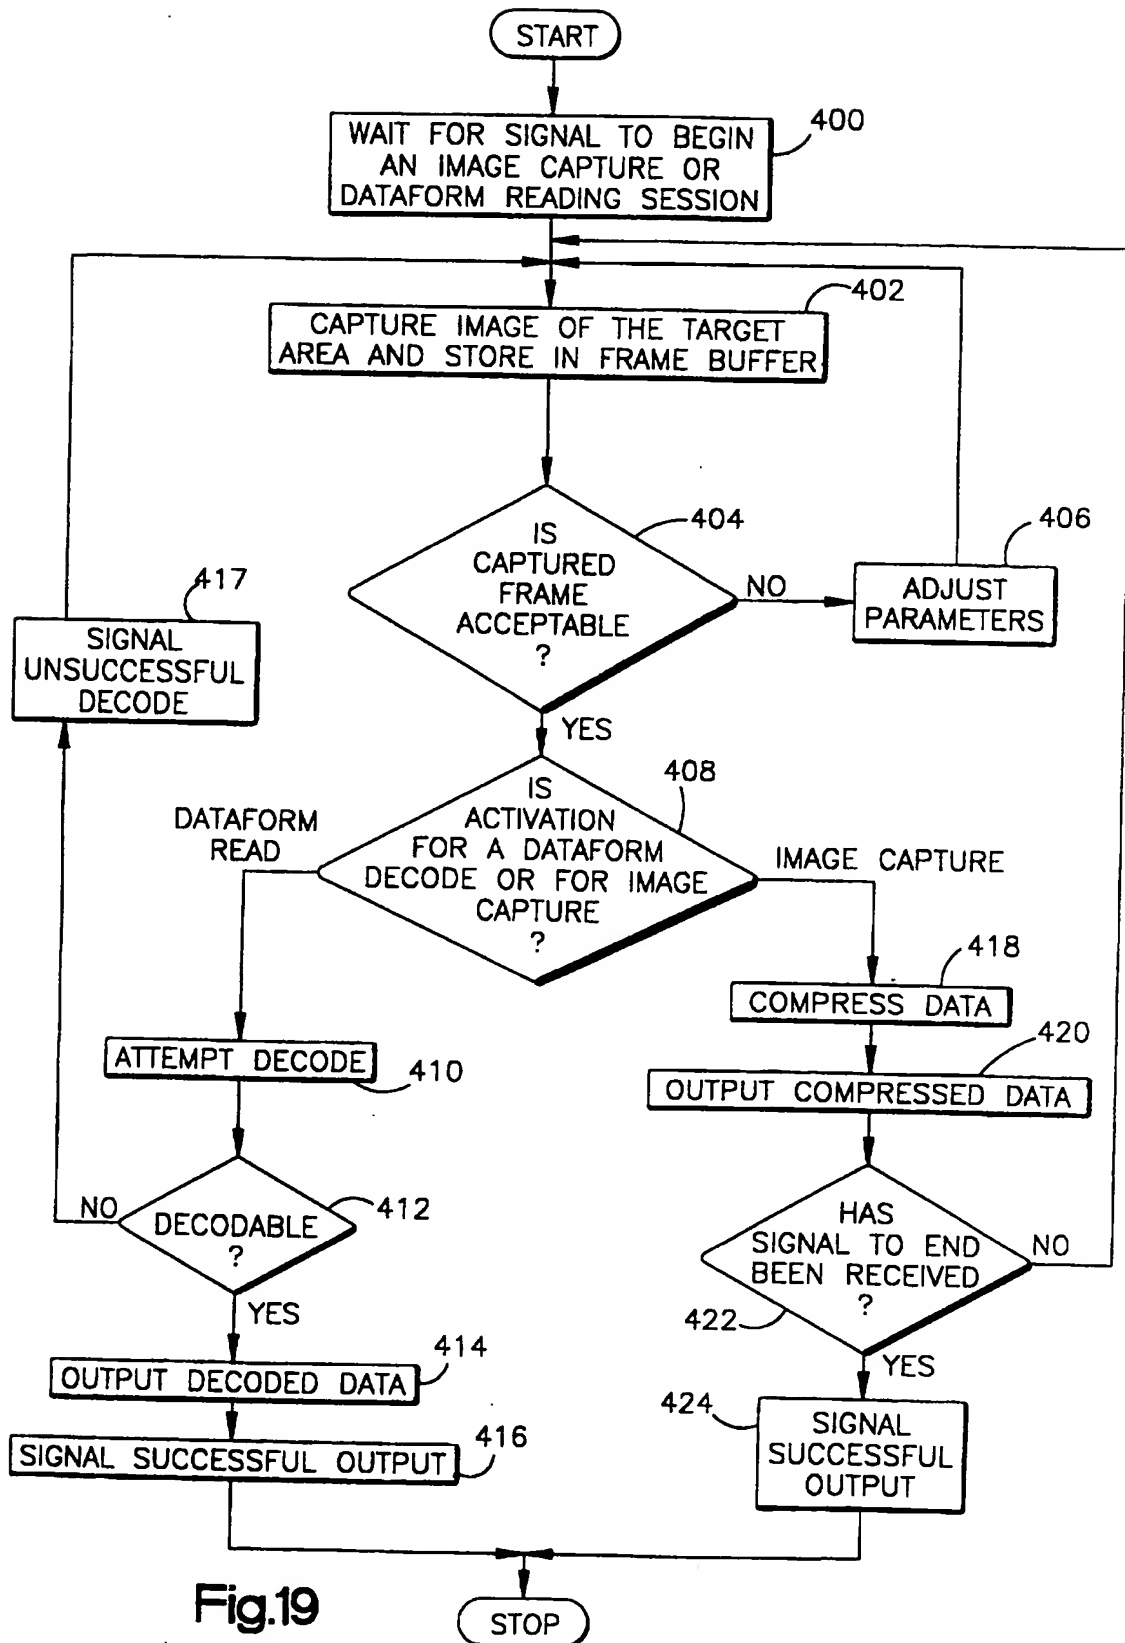 START
WAIT FOR SIGNAL TO BEGIN
AN IMAGE CAPTURE OR
DATAFORM READING SESSION
400
402
CAPTURE IMAGE OF THE TARGET
AREA AND STORE IN FRAME BUFFER
404
IS
CAPTURED
FRAME
ACCEPTABLE
?
NO
406
ADJUST
PARAMETERS
417
SIGNAL
UNSUCCESSFUL
DECODE
YES
408
IS
ACTIVATION
FOR A DATAFORM
DECODE OR FOR IMAGE
CAPTURE
?
DATAFORM
READ
IMAGE CAPTURE
418
COMPRESS DATA
420
OUTPUT COMPRESSED DATA
ATTEMPT DECODE
410
412
DECODABLE
?
NO
YES
HAS
SIGNAL TO END
BEEN RECEIVED
?
NO
422
YES
414
OUTPUT DECODED DATA
416
SIGNAL SUCCESSFUL OUTPUT
424
SIGNAL
SUCCESSFUL
OUTPUT
STOP
Fig.19